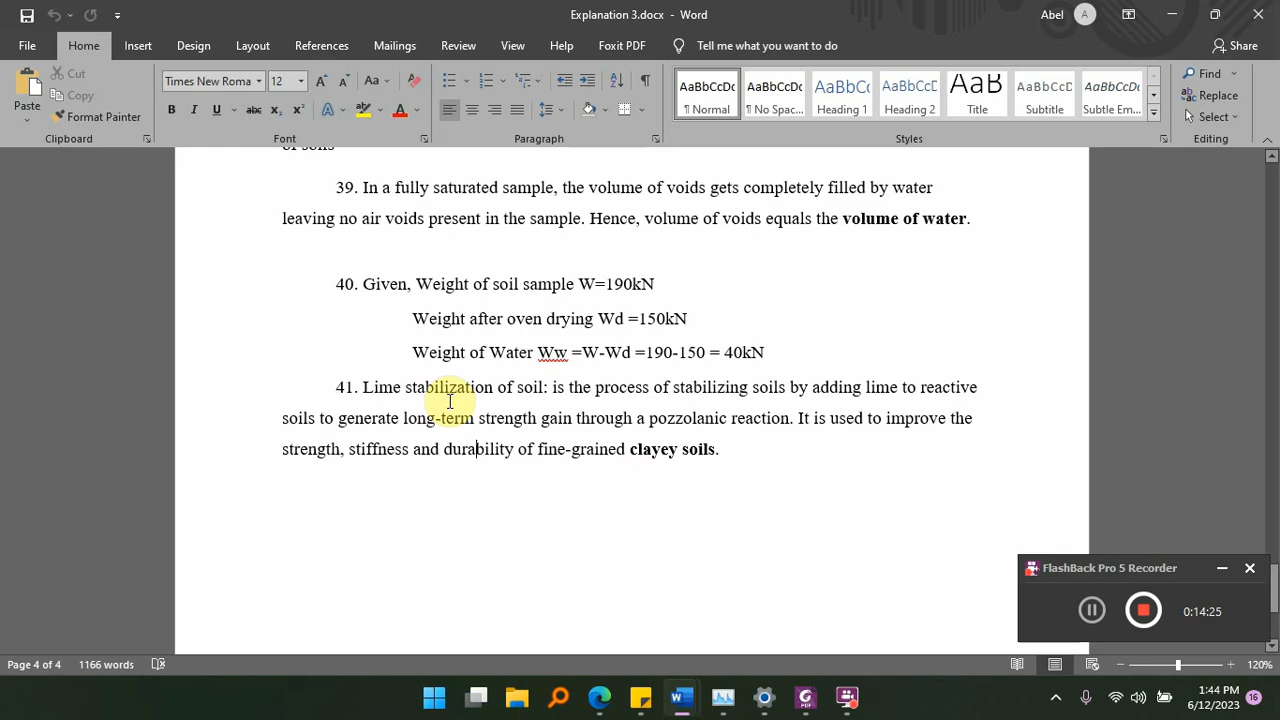 Explanation 3.docx - Word
Abel
A
File Home Insert Design Layout References Mailings Review View Help Foxit PDF Tell me what you want to do Share
Paste
Cut
Copy
Format Painter
Clipboard
Times New Roma 12
Font
Paragraph
AaBbCcDc AaBbCcDc AaBbCc AaBbCcD AaB AaBbCcD AaBbCcDc
¶ Normal ¶ No Spac... Heading 1 Heading 2 Title Subtitle Subtle Em...
Styles
Find
Replace
Select
Editing
of soils
39. In a fully saturated sample, the volume of voids gets completely filled by water
leaving no air voids present in the sample. Hence, volume of voids equals the volume of water.
40. Given, Weight of soil sample W=190kN
Weight after oven drying Wd =150kN
Weight of Water Ww =W-Wd =190-150 = 40kN
41. Lime stabilization of soil: is the process of stabilizing soils by adding lime to reactive
soils to generate long-term strength gain through a pozzolanic reaction. It is used to improve the
strength, stiffness and durability of fine-grained clayey soils.
FlashBack Pro 5 Recorder
0:14:25
Page 4 of 4 1166 words
120%
1:44 PM
6/12/2023
16